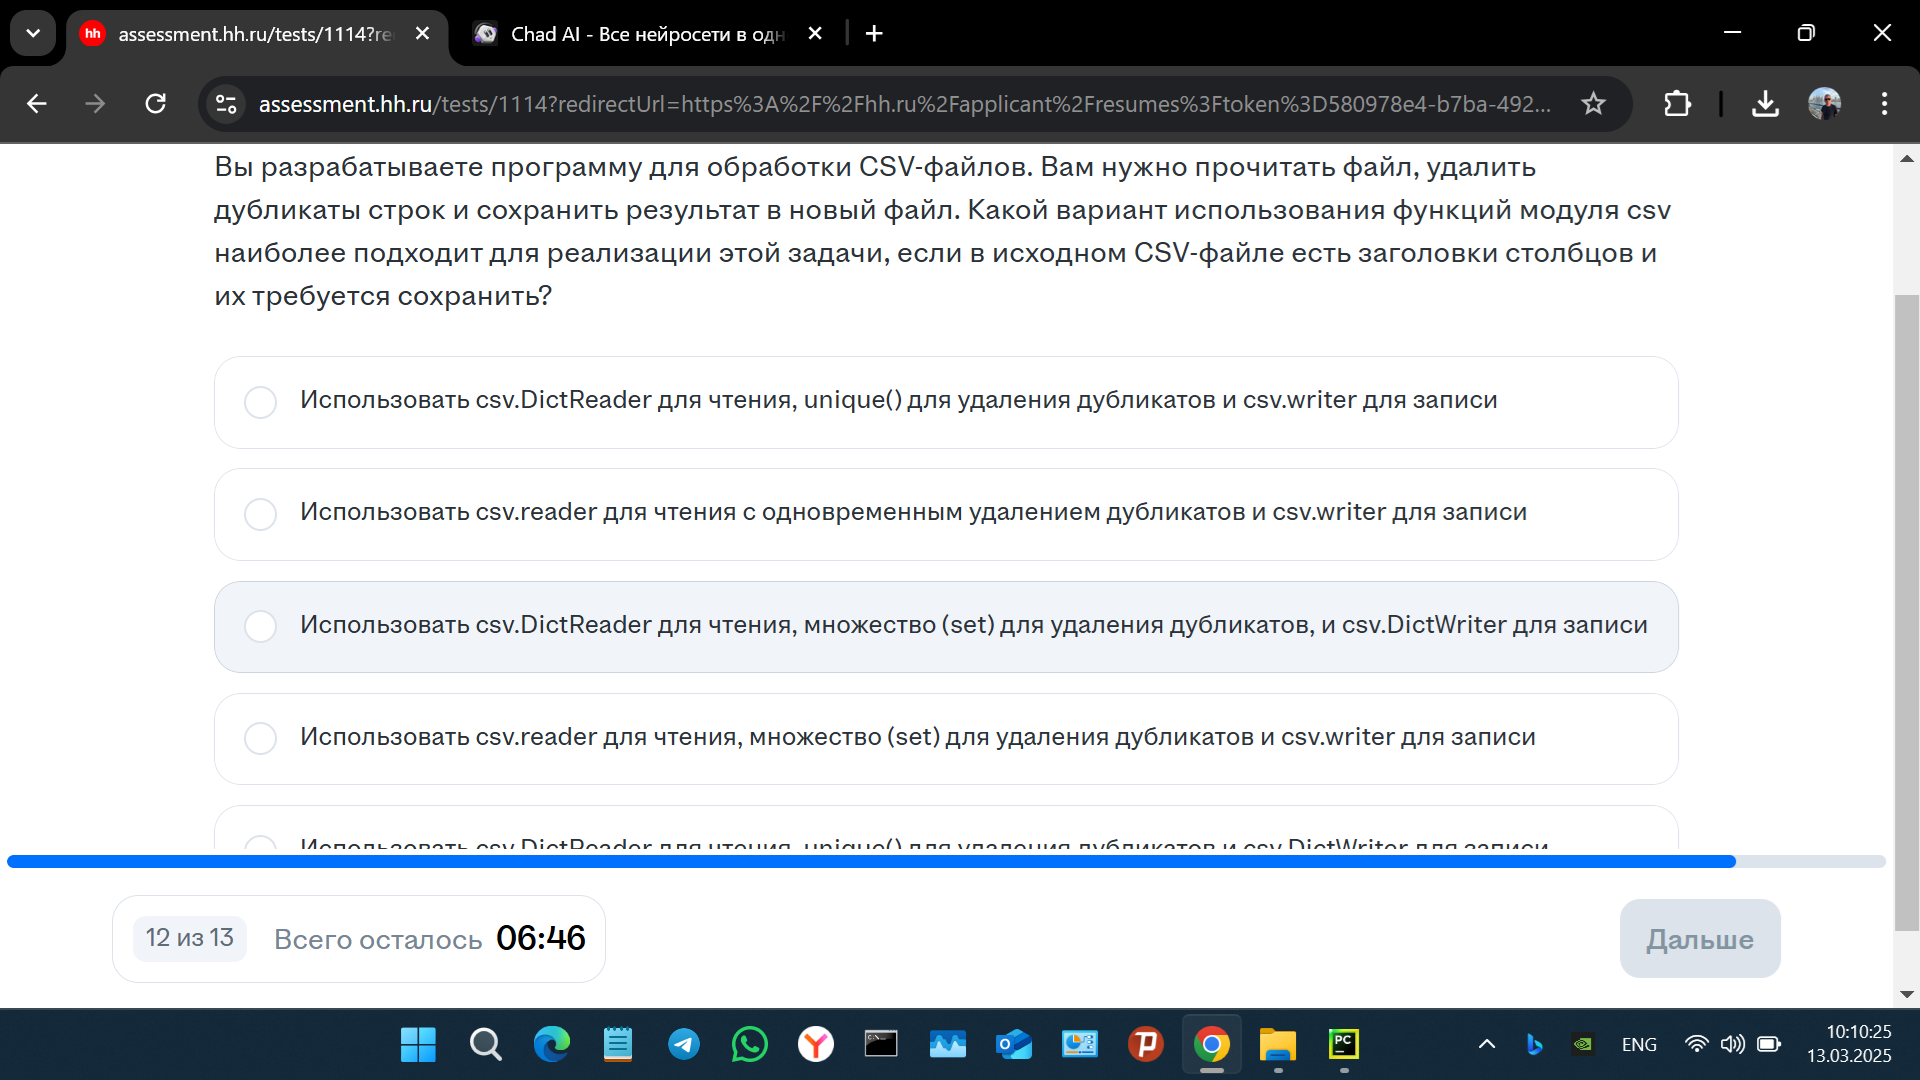 hh assessment.hh.ru/tests/1114?re
Chad AI - Все нейросети в одн
assessment.hh.ru/tests/1114?redirectUrl=https%3A%2F%2Fhh.ru%2Fapplicant%2Fresumes%3Ftoken%3D580978e4-b7ba-492...
Вы разрабатываете программу для обработки CSV-файлов. Вам нужно прочитать файл, удалить
дубликаты строк и сохранить результат в новый файл. Какой вариант использования функций модуля csv
наиболее подходит для реализации этой задачи, если в исходном CSV-файле есть заголовки столбцов и
их требуется сохранить?
Использовать csv.DictReader для чтения, unique() для удаления дубликатов и csv.writer для записи
Использовать csv.reader для чтения с одновременным удалением дубликатов и csv.writer для записи
Использовать csv.DictReader для чтения, множество (set) для удаления дубликатов, и csv.DictWriter для записи
Использовать csv.reader для чтения, множество (set) для удаления дубликатов и csv.writer для записи
Использовать csv.DictReader для чтения, unique() для удаления дубликатов и csv.DictWriter для записи
12 из 13
Всего осталось 06:46
Дальше
PC
ENG
10:10:25
13.03.2025